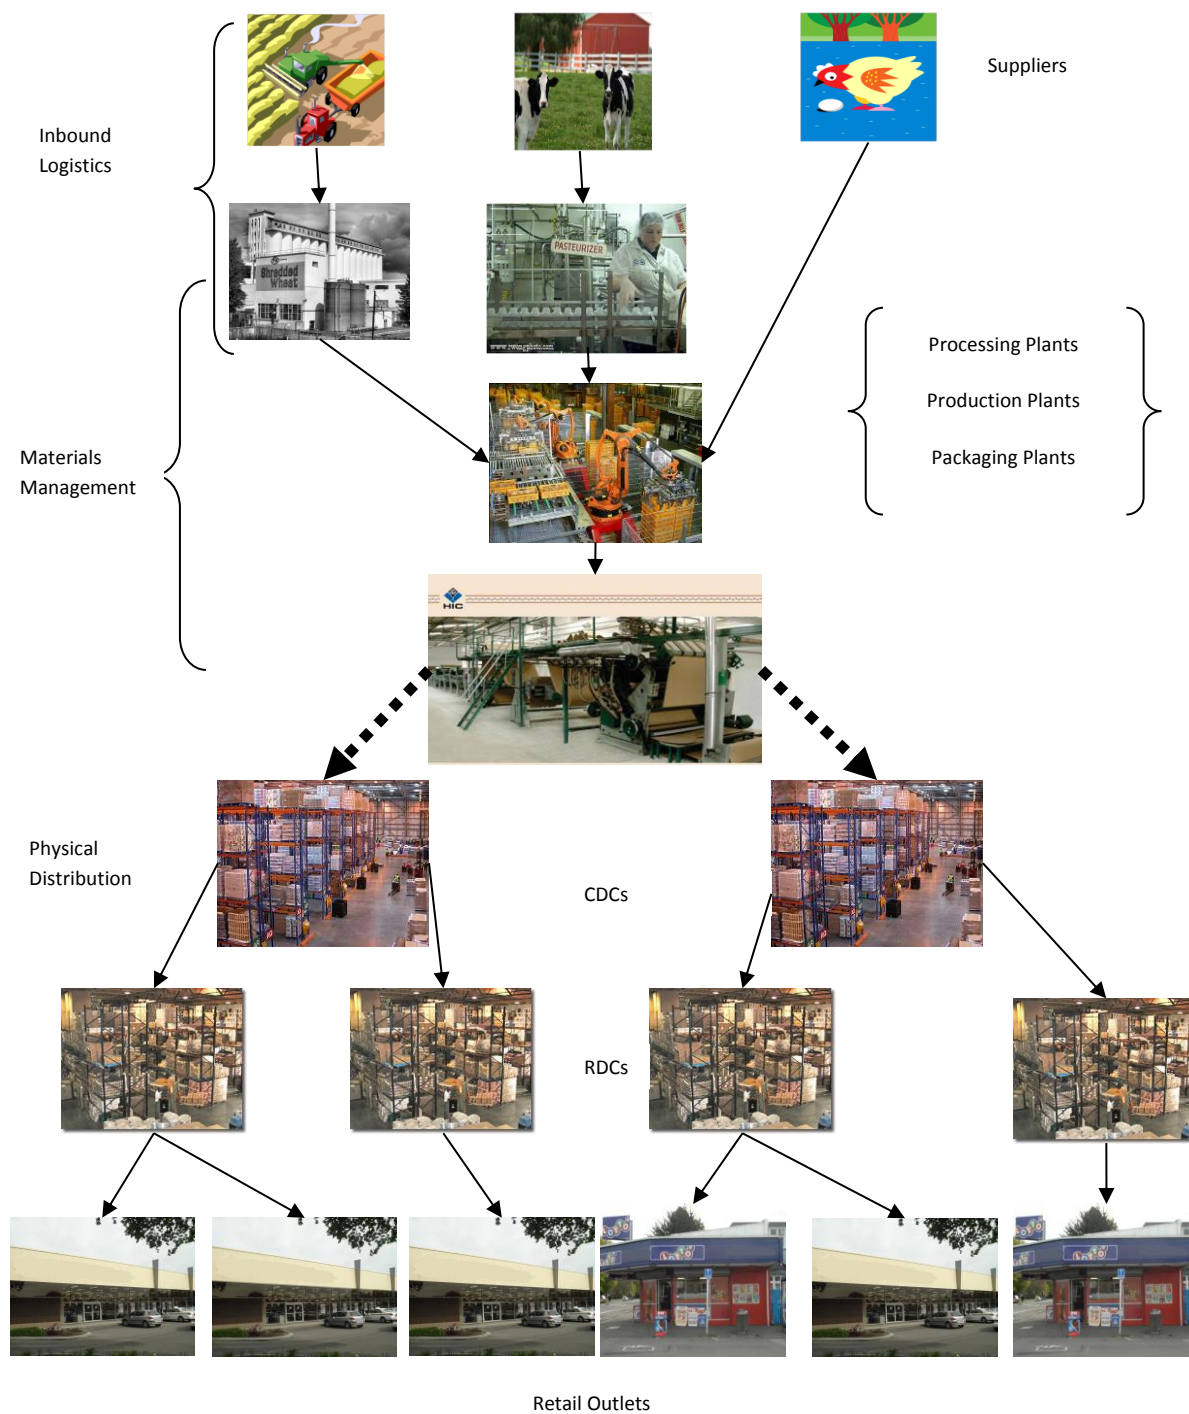 Suppliers
Inbound
Logistics
PASTEURIZER
Shredded
Wheat
Processing Plants
Production Plants
Packaging Plants
Materials
Management
HIC
Physical
Distribution
CDCs
RDCs
Retail Outlets